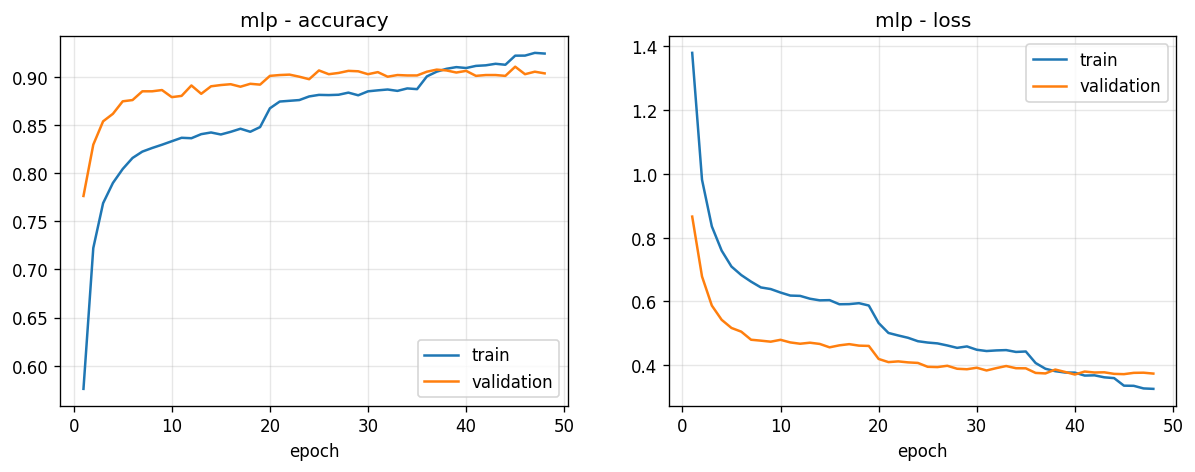 mlp - accuracy
0.90
0.85
0.80
0.75
0.70
0.65
0.60
train
validation
0 10 20 30 40 50
epoch
mlp - loss
1.4
1.2
1.0
0.8
0.6
0.4
train
validation
0 10 20 30 40 50
epoch